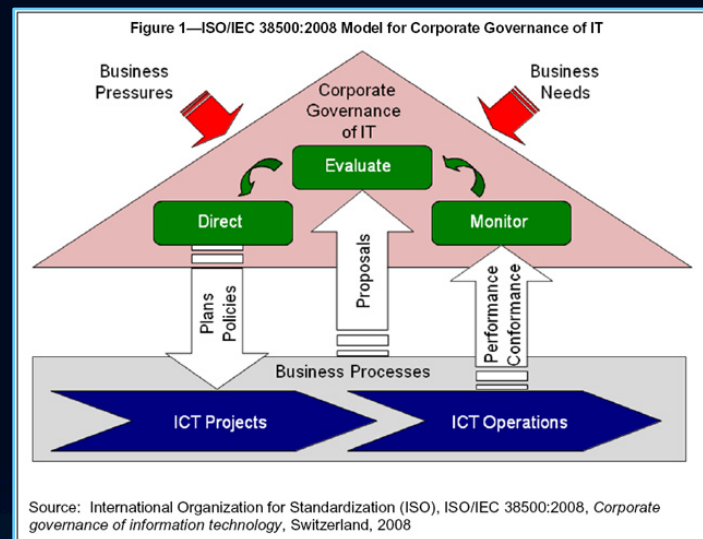 Figure 1—ISO/IEC 38500:2008 Model for Corporate Governance of IT
Business
Pressures
Business
Needs
Corporate
Governance
of IT
Evaluate
Direct
Monitor
Plans
Policies
Proposals
Performance
Conformance
Business Processes
ICT Projects
ICT Operations
Source: International Organization for Standardization (ISO), ISO/IEC 38500:2008, Corporate
governance of information technology, Switzerland, 2008